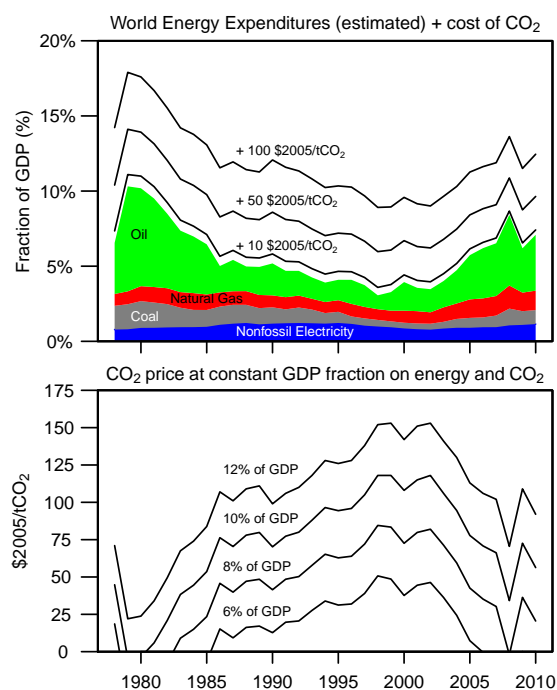 World Energy Expenditures (estimated) + cost of CO₂
20%
15%
10%
5%
0%
Fraction of GDP (%)
+ 100 $2005/tCO₂
+ 50 $2005/tCO₂
+ 10 $2005/tCO₂
Oil
Natural Gas
Coal
Nonfossil Electricity
CO₂ price at constant GDP fraction on energy and CO₂
175
150
125
100
75
50
25
0
$2005/tCO₂
12% of GDP
10% of GDP
8% of GDP
6% of GDP
1980 1985 1990 1995 2000 2005 2010